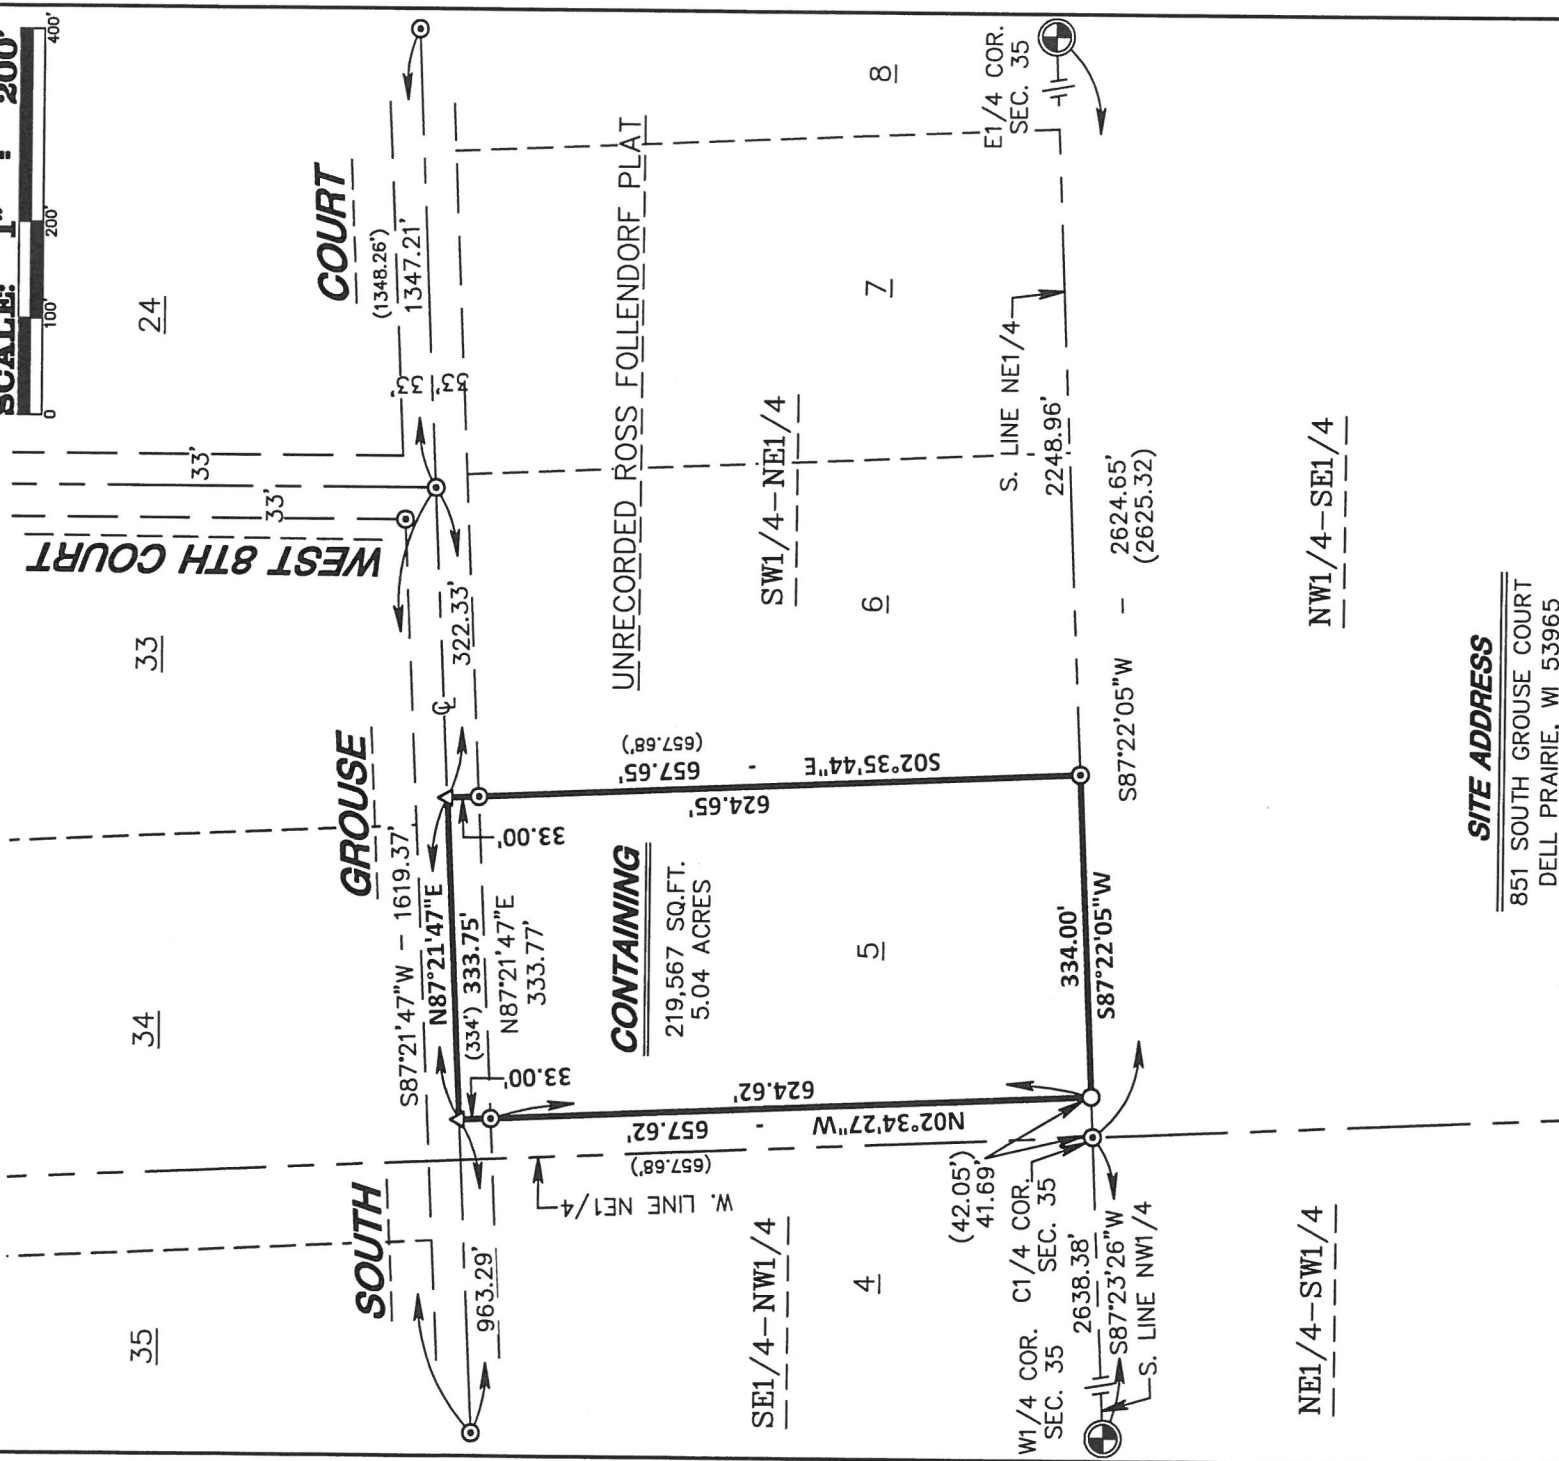 SCALE: 1" = 200'
0 100' 200' 400'
24
33
34
35
WEST 8TH COURT
33'
33'
SOUTH
GROUSE
COURT
(1348.26')
1347.21'
33'
33'
S87°21'47"W - 1619.37'
N87°21'47"E
(334') 333.75'
N87°21'47"E
333.77'
322.33'
963.29'
33.00'
33.00'
UNRECORDED ROSS FOLLENDORF PLAT
CONTAINING
219,567 SQ.FT.
5.04 ACRES
N02°34'27"W - 657.62'
(657.68')
624.62'
S02°35'44"E - 657.65'
(657.68')
624.65'
W. LINE NE1/4
SE1/4-NW1/4
SW1/4-NE1/4
4
5
6
7
8
(42.05')
41.69'
334.00'
S87°22'05"W
S. LINE NE1/4
2248.96'
S87°22'05"W - 2624.65'
(2625.32)
E1/4 COR.
SEC. 35
W1/4 COR.
SEC. 35
C1/4 COR.
SEC. 35
2638.38'
S87°23'26"W
S. LINE NW1/4
NE1/4-SW1/4
NW1/4-SE1/4
SITE ADDRESS
851 SOUTH GROUSE COURT
DELL PRAIRIE, WI 53965